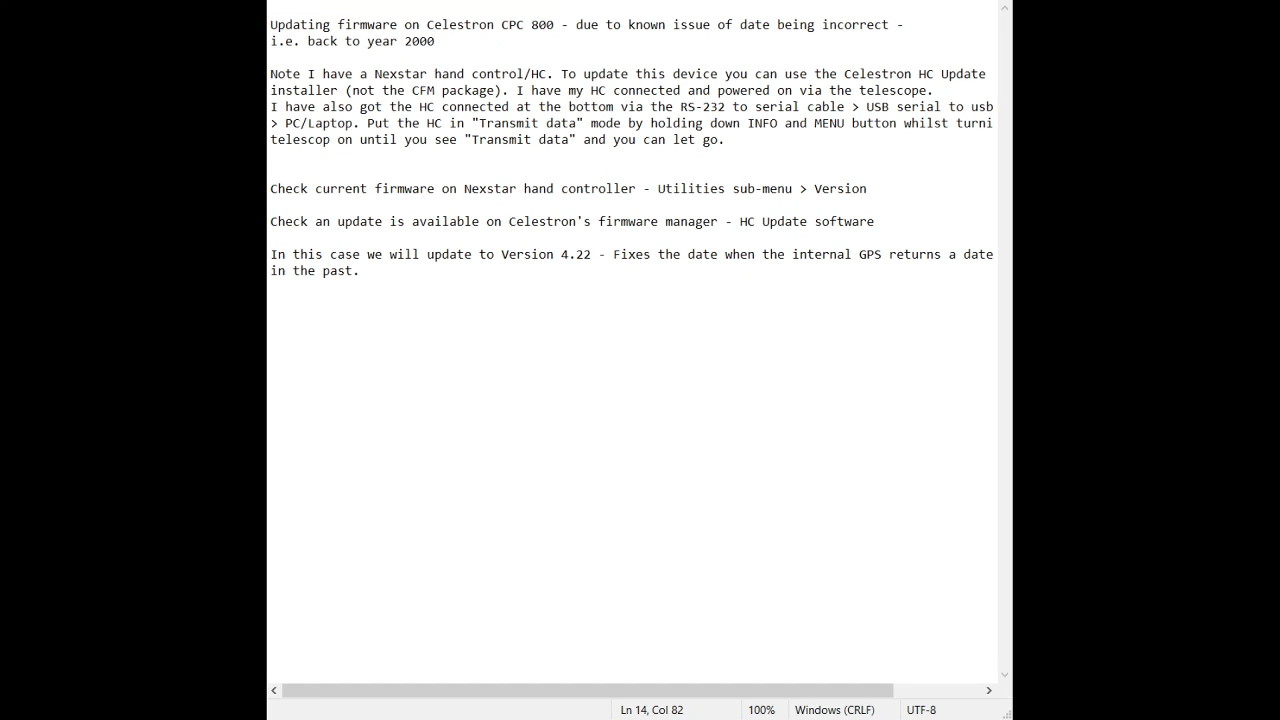 Updating firmware on Celestron CPC 800 - due to known issue of date being incorrect -
i.e. back to year 2000
Note I have a Nexstar hand control/HC. To update this device you can use the Celestron HC Update
installer (not the CFM package). I have my HC connected and powered on via the telescope.
I have also got the HC connected at the bottom via the RS-232 to serial cable > USB serial to usb
> PC/Laptop. Put the HC in "Transmit data" mode by holding down INFO and MENU button whilst turni
telescop on until you see "Transmit data" and you can let go.
Check current firmware on Nexstar hand controller - Utilities sub-menu > Version
Check an update is available on Celestron's firmware manager - HC Update software
In this case we will update to Version 4.22 - Fixes the date when the internal GPS returns a date
in the past.
Ln 14, Col 82 100% Windows (CRLF) UTF-8